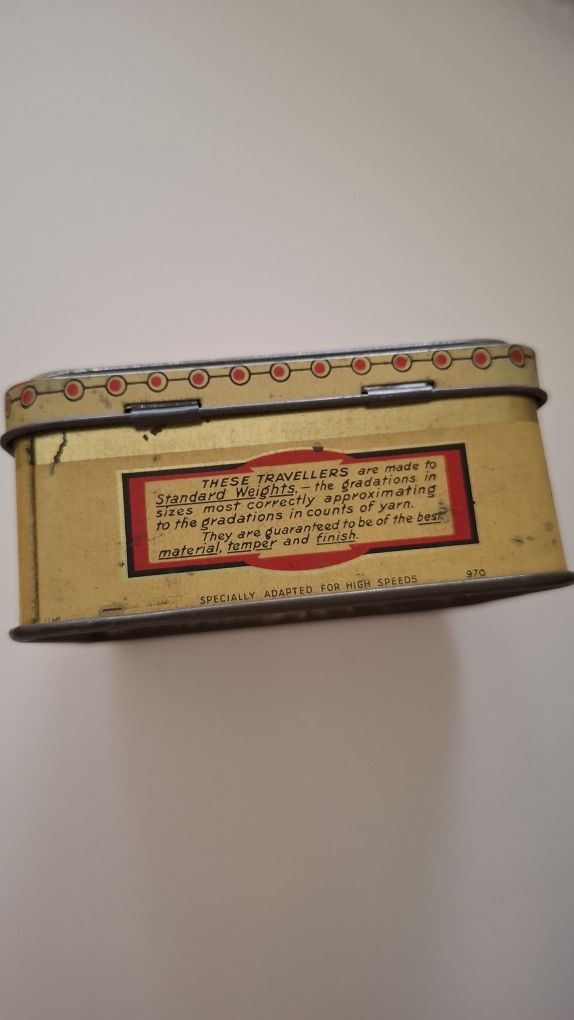 THESE TRAVELLERS are made to
Standard Weights,—the gradations in
sizes most correctly approximating
to the gradations in counts of yarn.
They are guaranteed to be of the best
material, temper and finish.
SPECIALLY ADAPTED FOR HIGH SPEEDS
970